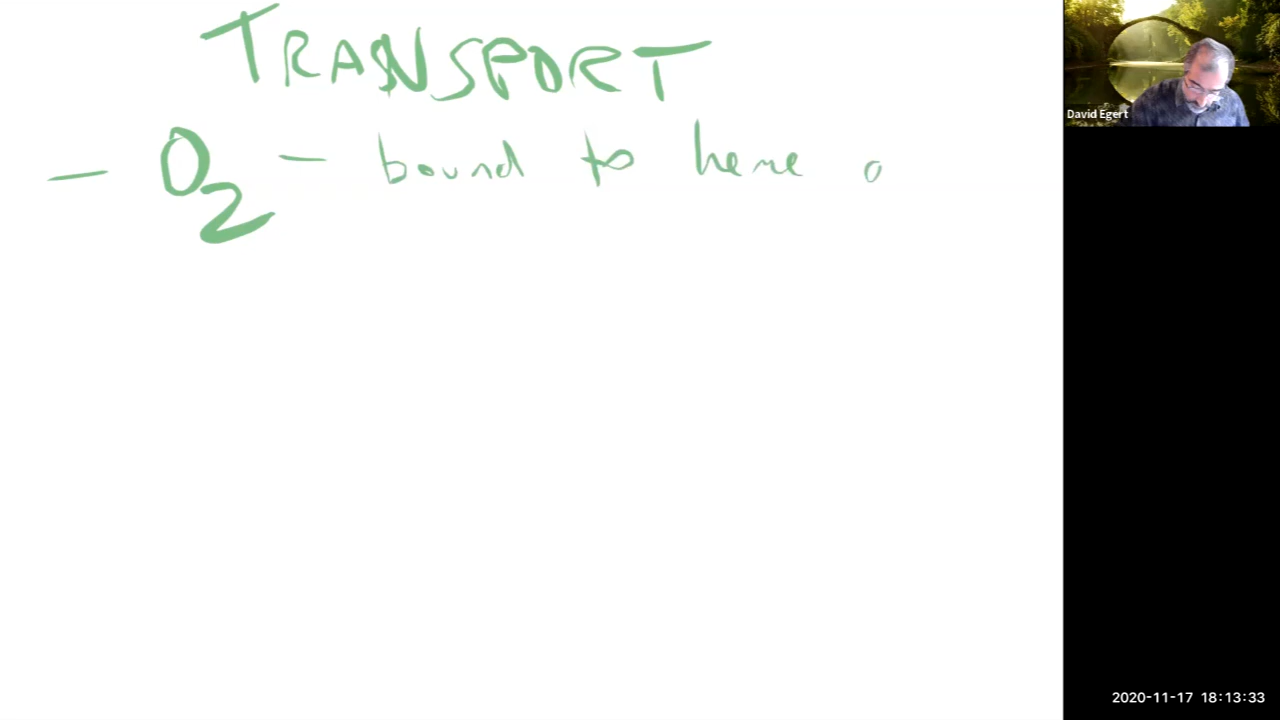 TRANSPORT
– O2 – bound to heme o
David Egert
2020-11-17 18:13:33